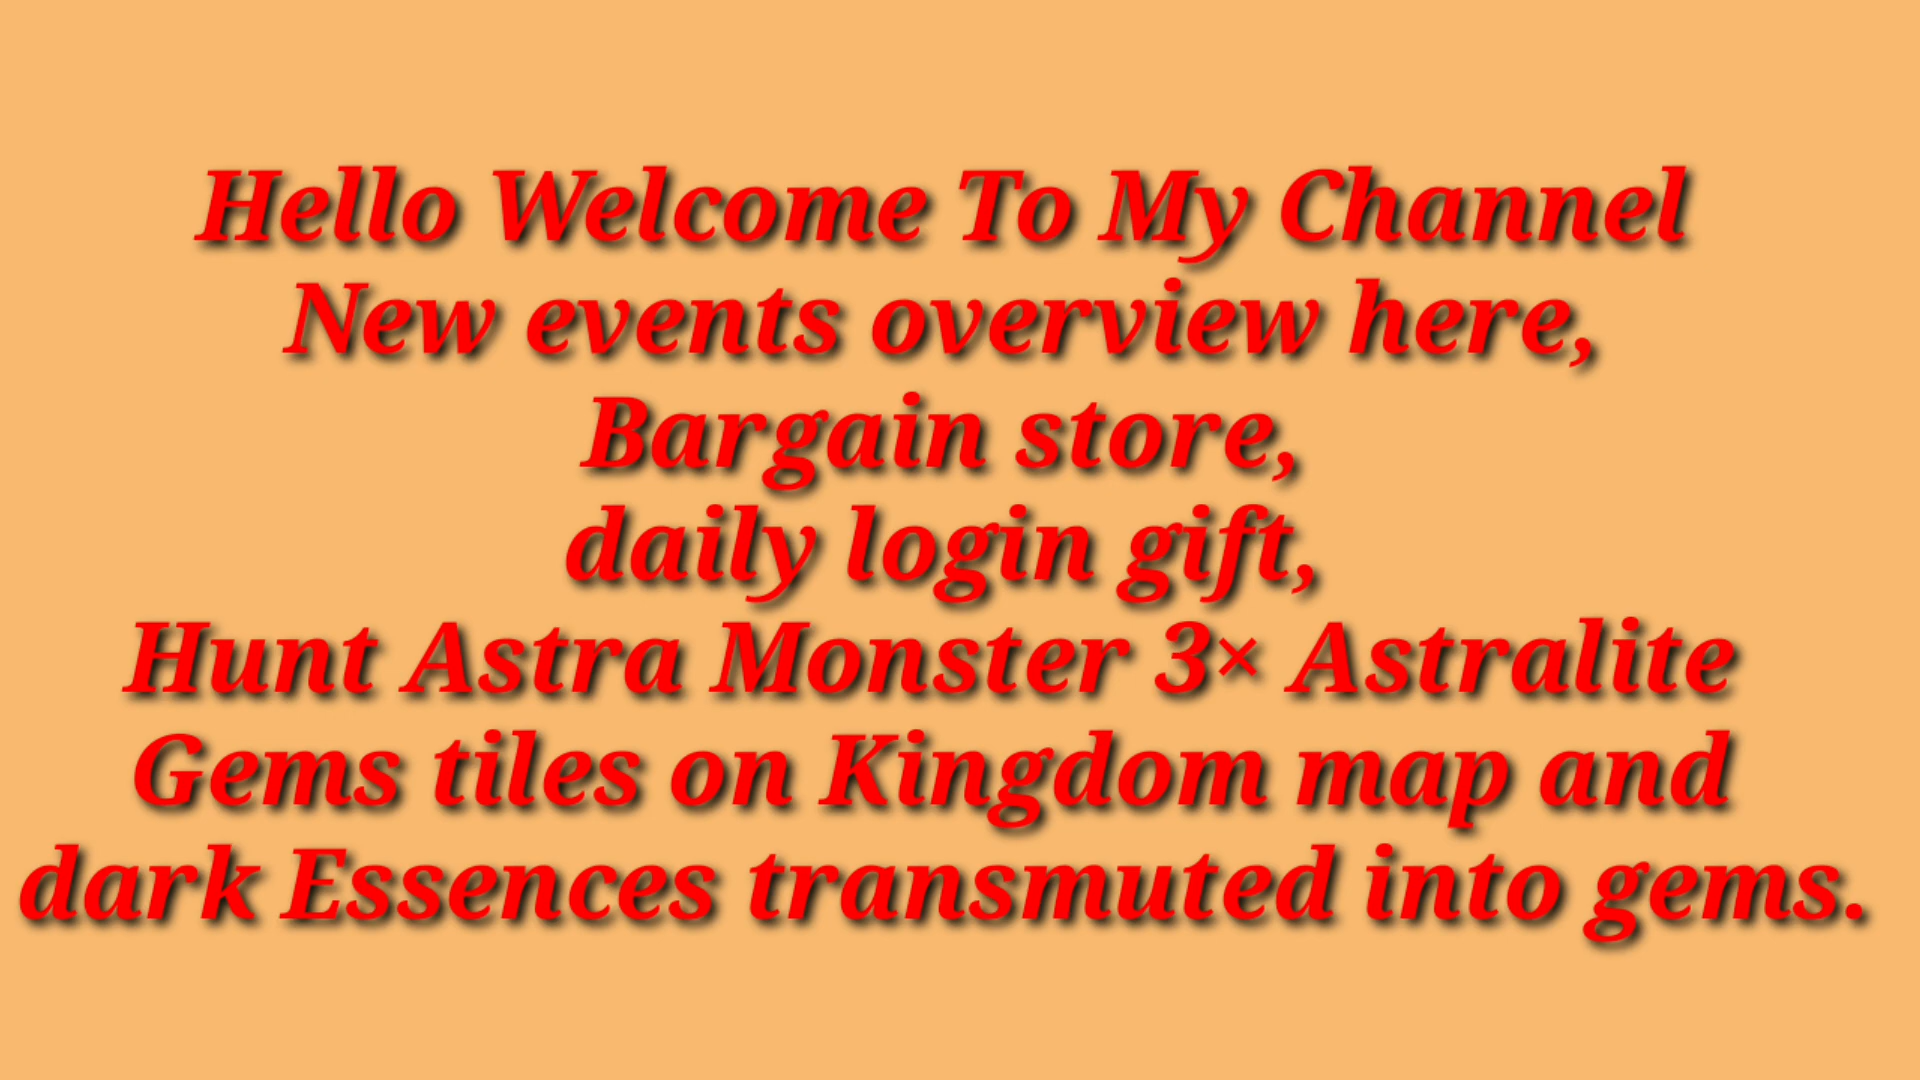 Hello Welcome To My Channel
New events overview here,
Bargain store,
daily login gift,
Hunt Astra Monster 3× Astralite
Gems tiles on Kingdom map and
dark Essences transmuted into gems.